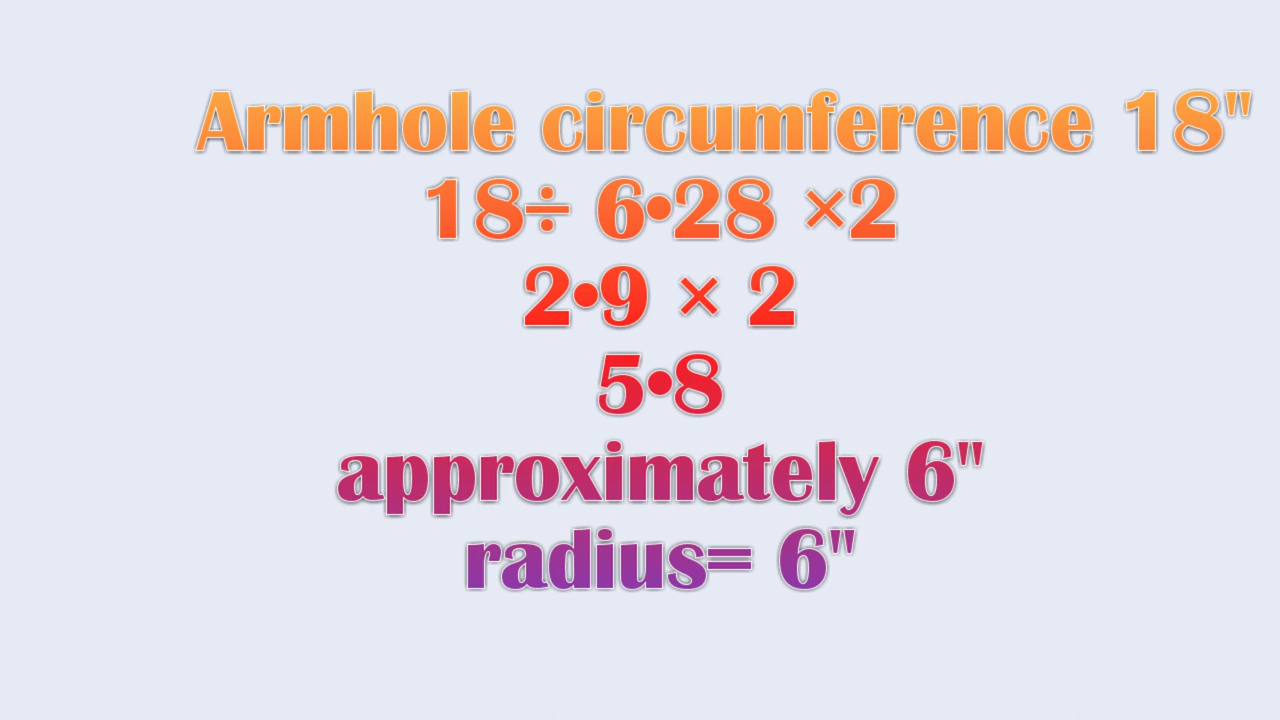 Armhole circumference 18"
18÷ 6•28 ×2
2•9 × 2
5•8
approximately 6"
radius= 6"